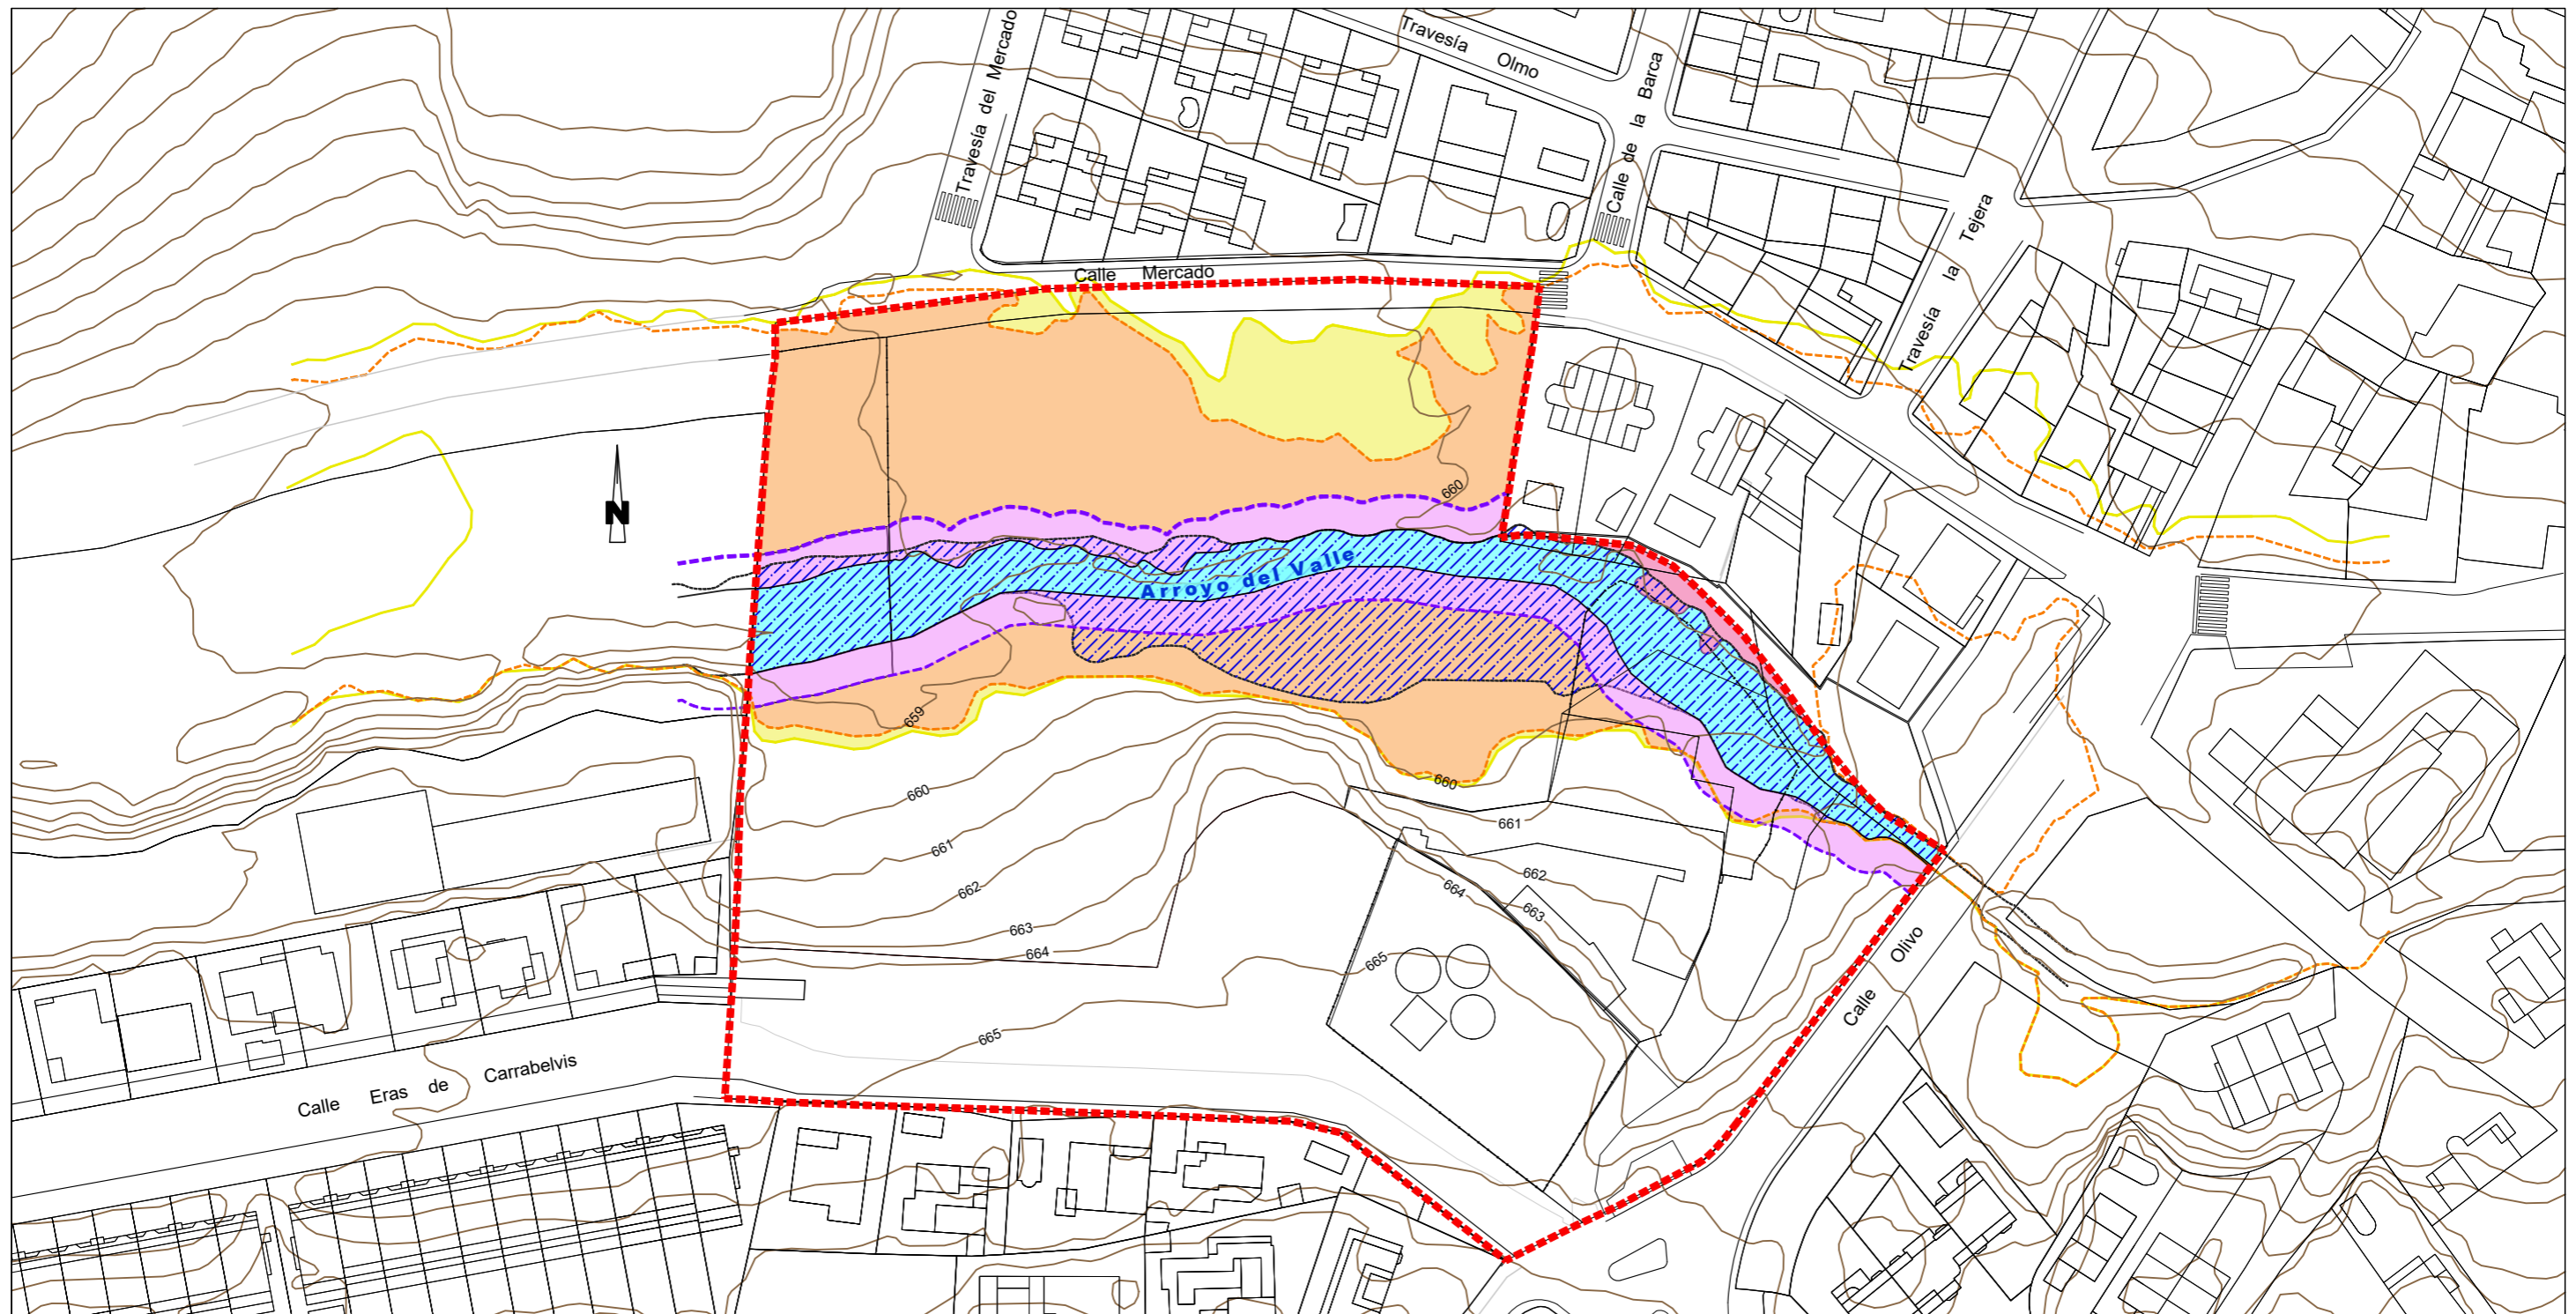 Travesía del Mercado
Travesía Olmo
Calle de la Barca
Travesía la Tejera
Calle Mercado
N
660
Arroyo del Valle
659
660
660
661
661
662
662
663
663
664
664
665
665
Calle Olivo
Calle Eras de Carrabelvis